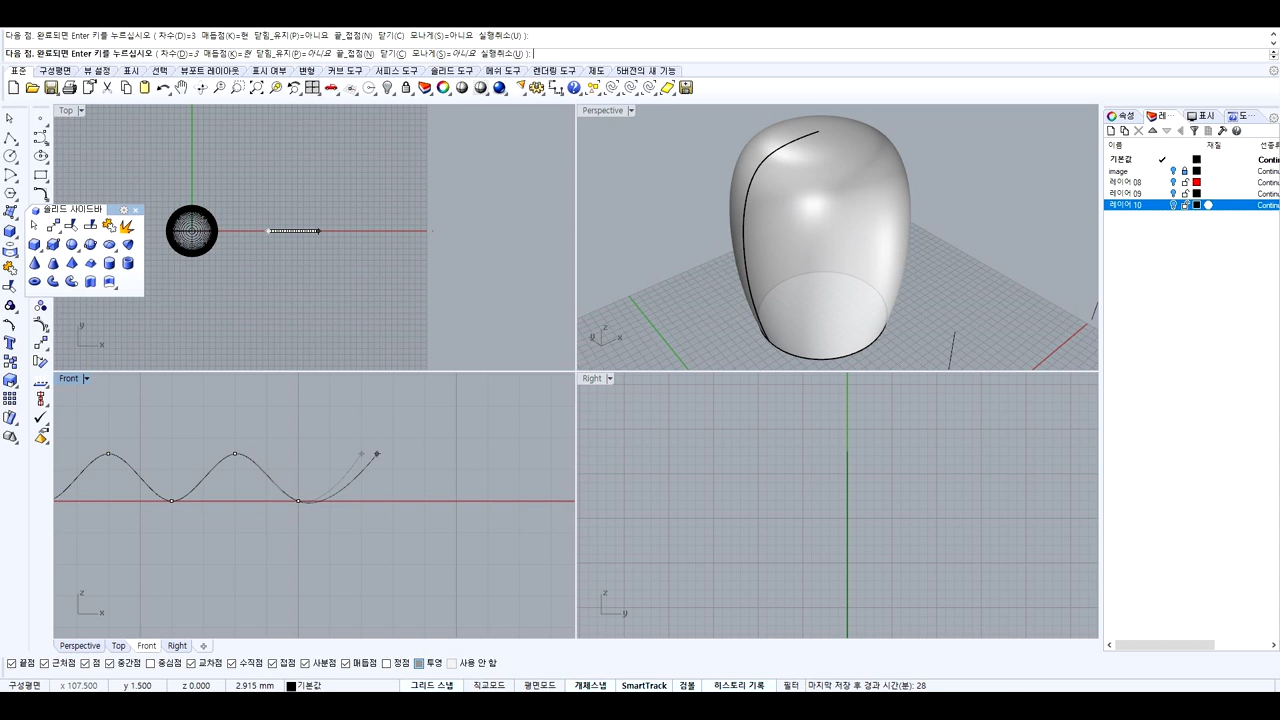 다음 점. 완료되면 Enter 키를 누르십시오 ( 차수(D)=3 매듭점(K)=현 닫힘_유지(P)=아니요 끝_접점(N) 닫기(C) 모나게(S)=아니요 실행취소(U) ):
다음 점. 완료되면 Enter 키를 누르십시오 ( 차수(D)=3 매듭점(K)=현 닫힘_유지(P)=아니요 끝_접점(N) 닫기(C) 모나게(S)=아니요 실행취소(U) ):
표준 구성평면 뷰 설정 표시 선택 뷰포트 레이아웃 표시 여부 변형 커브 도구 서피스 도구 솔리드 도구 메쉬 도구 렌더링 도구 제도 5버전의 새 기능
Top Perspective
속성 레... 표시 도...
이름 재질 선종류
기본값 Contin
image Continu
레이어 08 Continu
레이어 09 Continu
레이어 10 Continu
솔리드 사이드바
y x
z y x
Front Right
z x
z y
Perspective Top Front Right
끝점 근처점 점 중간점 중심점 교차점 수직점 접점 사분점 매듭점 정점 투영 사용 안 함
구성평면 x 107.500 y 1.500 z 0.000 2.915 mm 기본값 그리드 스냅 직교모드 평면모드 개체스냅 SmartTrack 검볼 히스토리 기록 필터 마지막 저장 후 경과 시간(분): 28